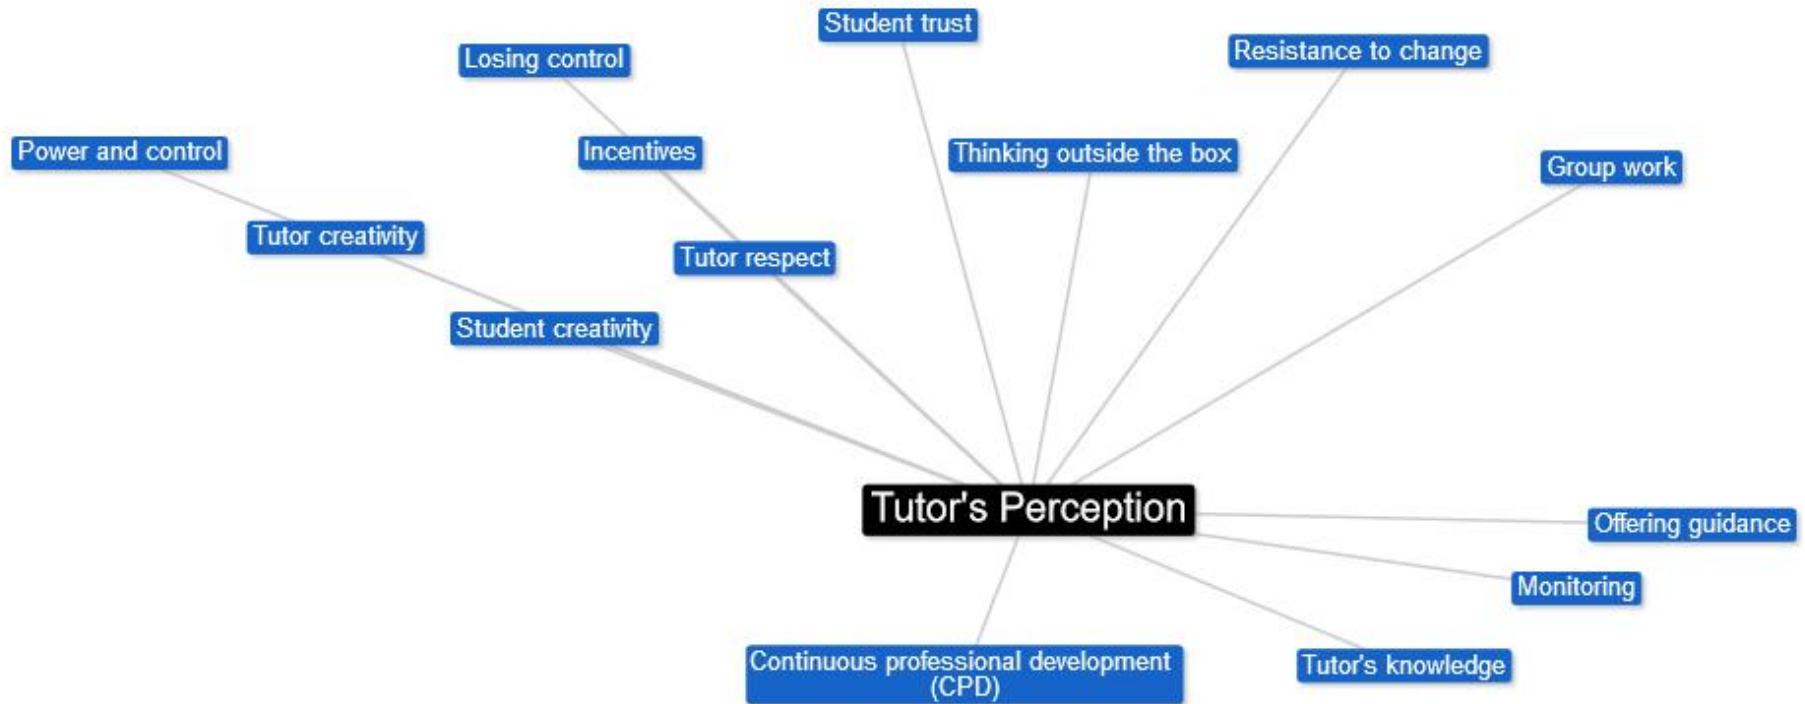 Student trust
Losing control
Resistance to change
Power and control
Incentives
Thinking outside the box
Group work
Tutor creativity
Tutor respect
Student creativity
Tutor's Perception
Offering guidance
Monitoring
Continuous professional development
(CPD)
Tutor's knowledge